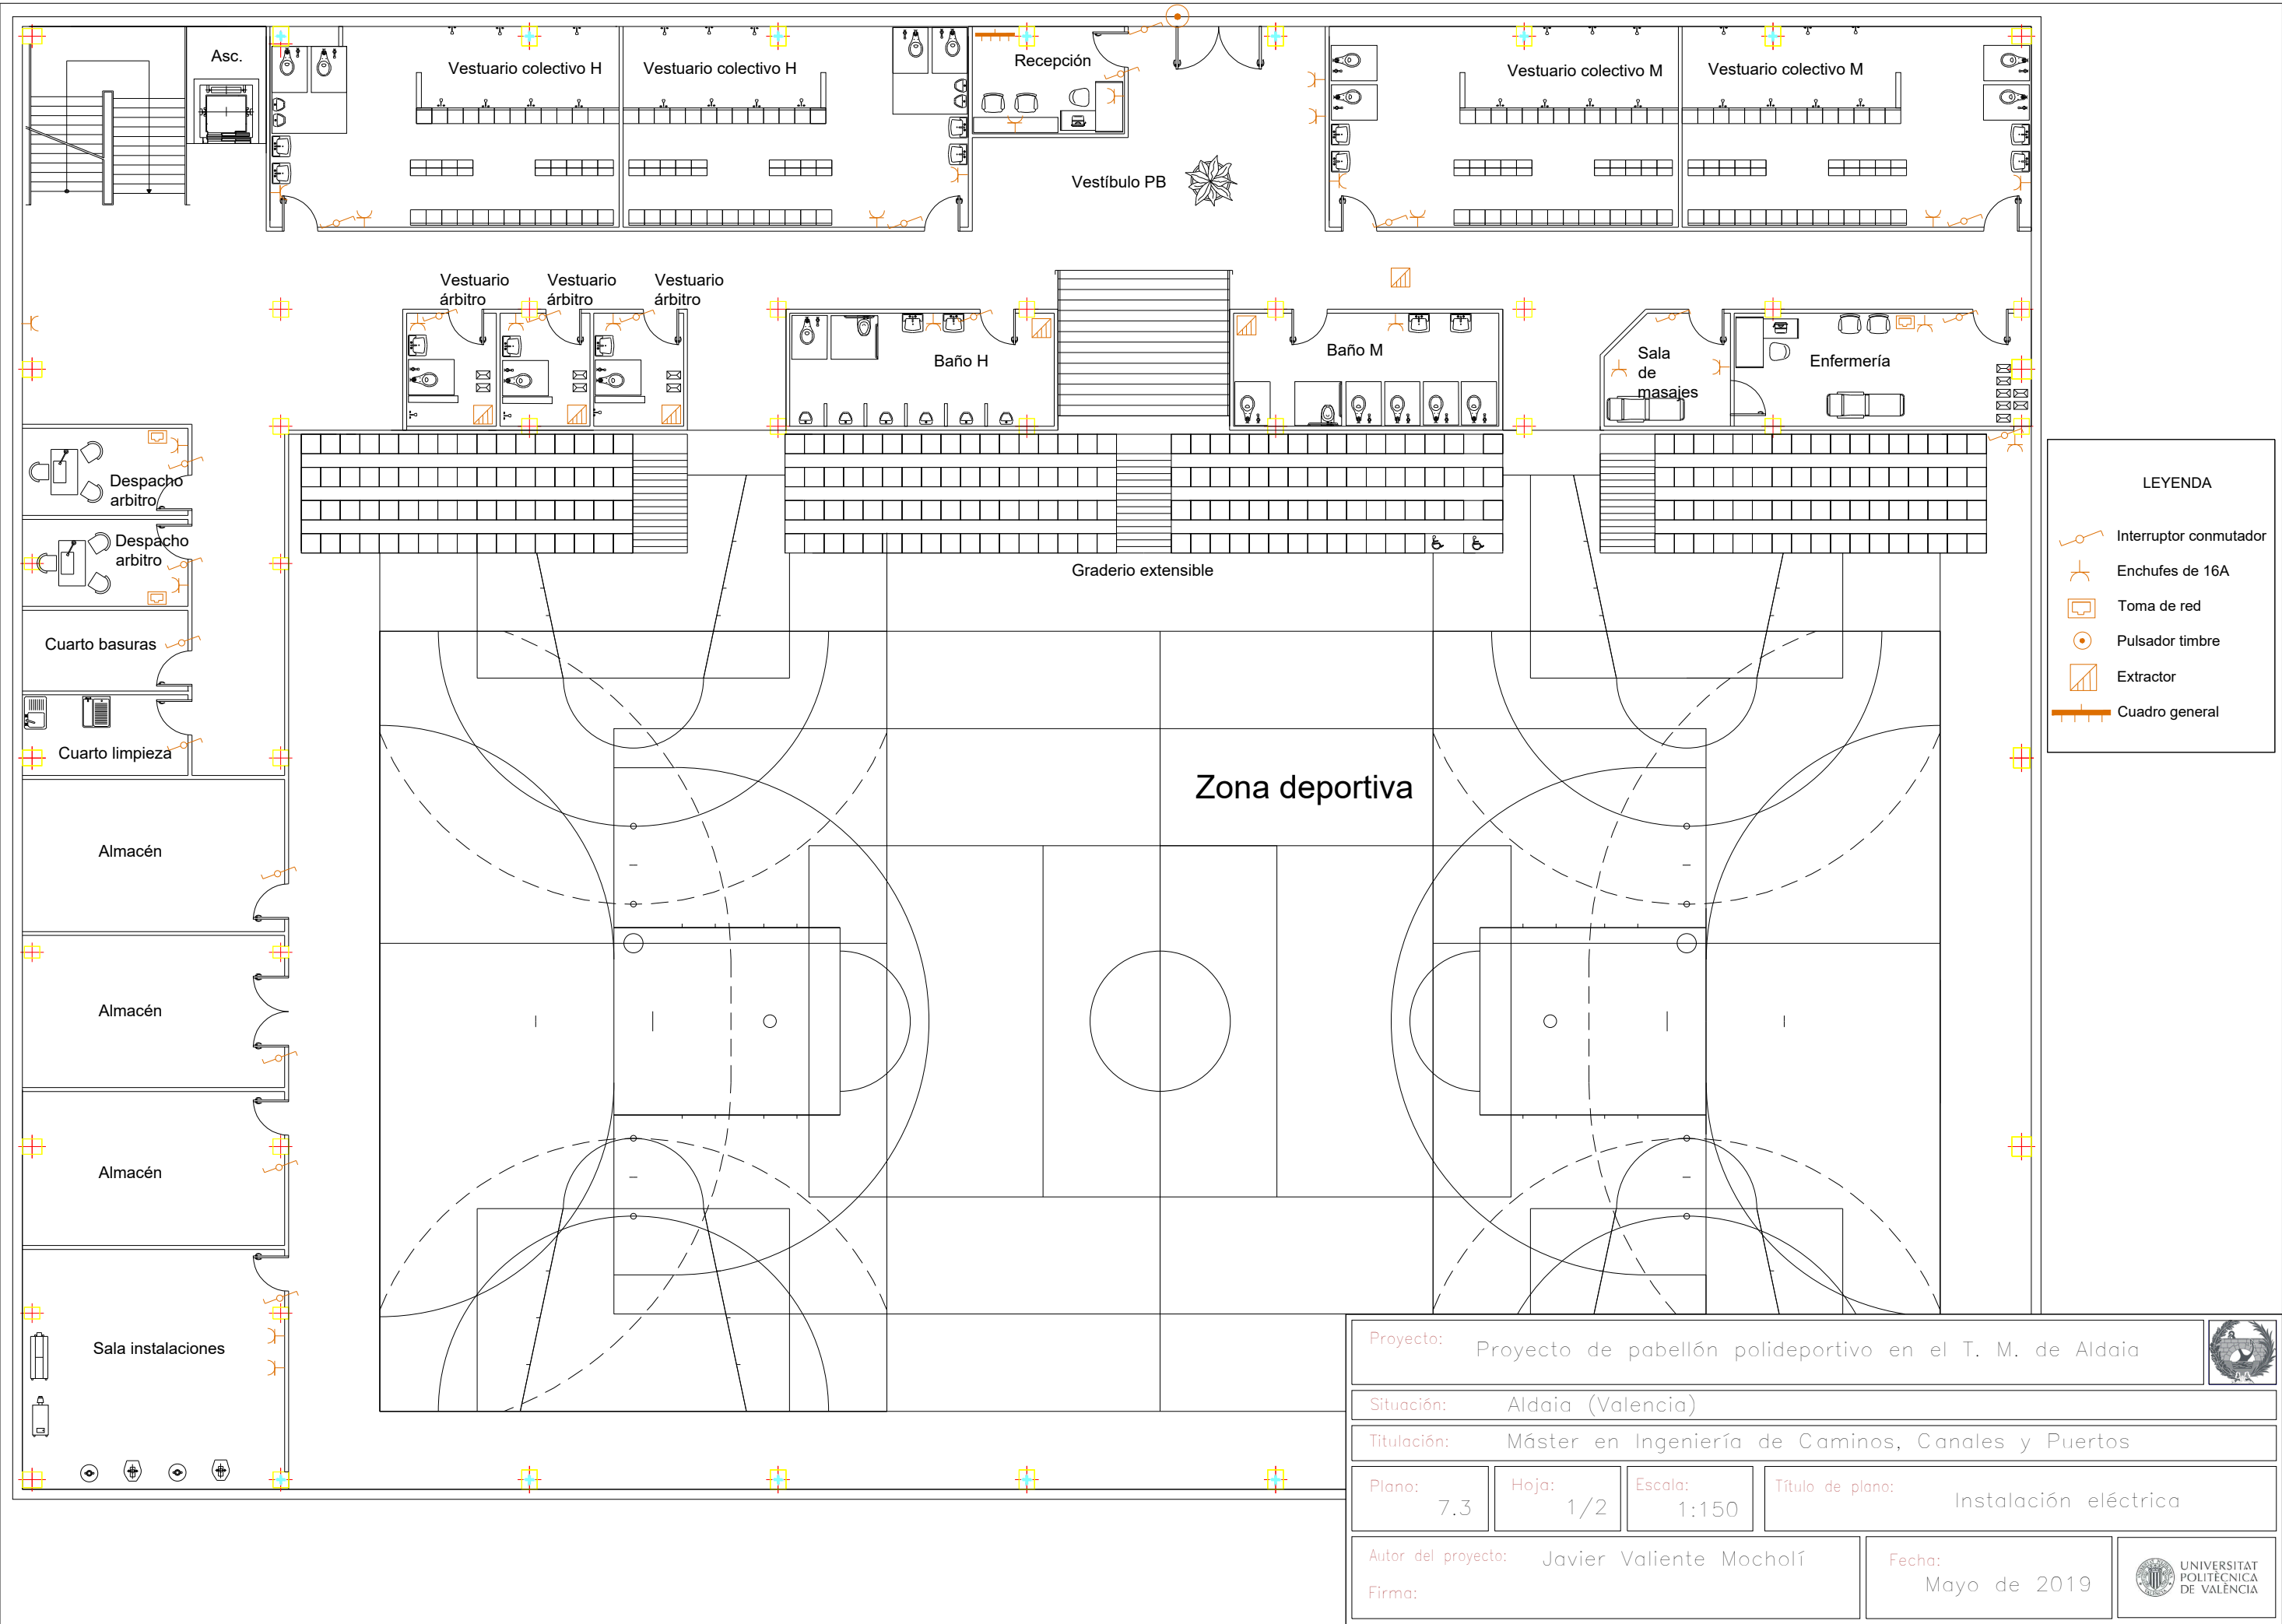 Asc.
Vestuario colectivo H
Vestuario colectivo H
Recepción
Vestuario colectivo M
Vestuario colectivo M
Vestíbulo PB
Vestuario
árbitro
Vestuario
árbitro
Vestuario
árbitro
Baño H
Baño M
Sala
de
masajes
Enfermería
Despacho
arbitro
Despacho
arbitro
Graderio extensible
Cuarto basuras
Cuarto limpieza
Zona deportiva
Almacén
Almacén
Almacén
Sala instalaciones
LEYENDA
Interruptor conmutador
Enchufes de 16A
Toma de red
Pulsador timbre
Extractor
Cuadro general
Proyecto: Proyecto de pabellón polideportivo en el T. M. de Aldaia
Situación: Aldaia (Valencia)
Titulación: Máster en Ingeniería de Caminos, Canales y Puertos
Plano: 7.3
Hoja: 1/2
Escala: 1:150
Título de plano: Instalación eléctrica
Autor del proyecto: Javier Valiente Mocholí
Firma:
Fecha: Mayo de 2019
UNIVERSITAT
POLITÈCNICA
DE VALÈNCIA